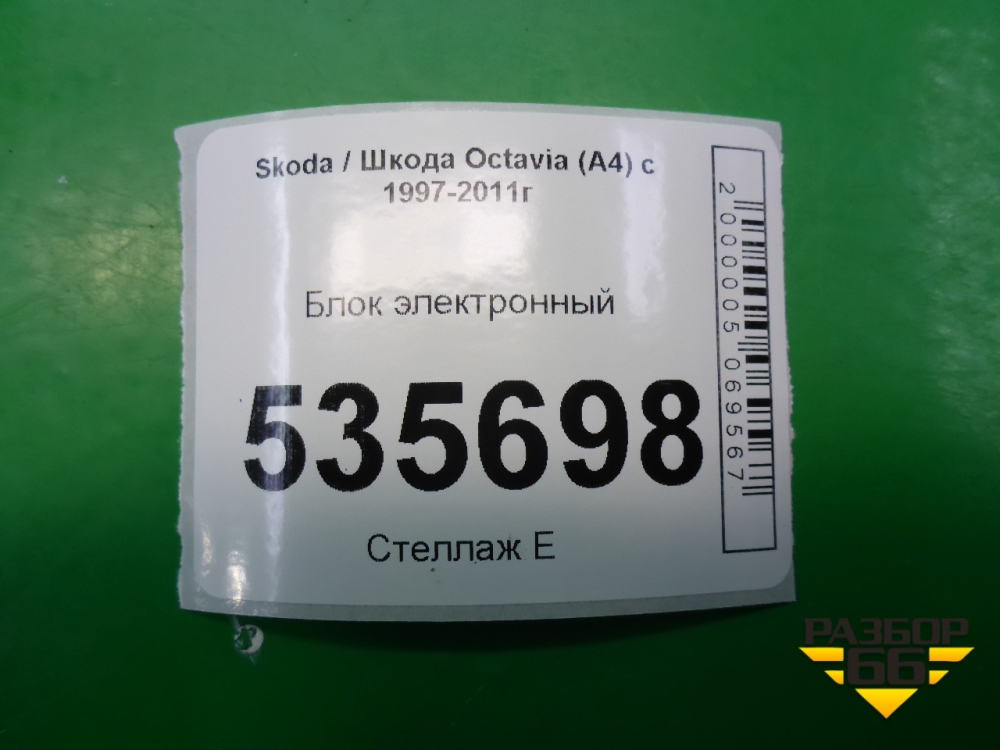 Skoda / Шкода Octavia (A4) с
1997-2011г
Блок электронный
535698
Стеллаж Е
2000005069567
РАЗБОР
66